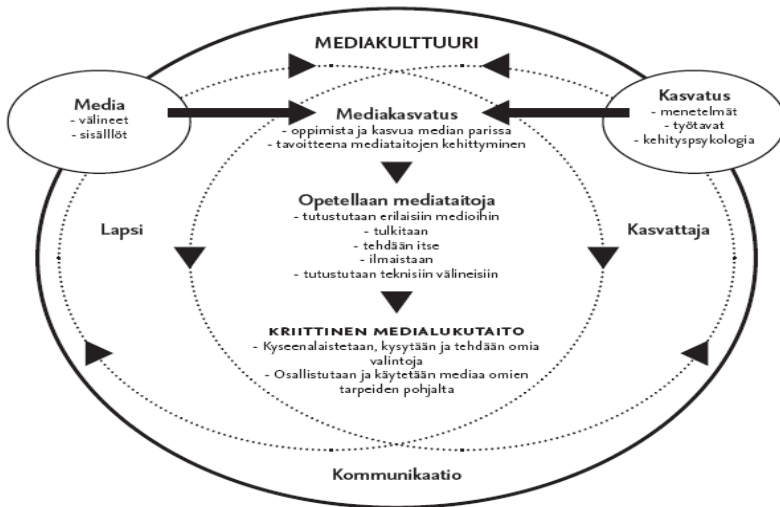 MEDIAKULTTUURI
Media
- välineet
- sisälllöt
Kasvatus
- menetelmät
- työtavat
- kehityspsykologia
Mediakasvatus
- oppimista ja kasvua median parissa
- tavoitteena mediataitojen kehittyminen
Opetellaan mediataitoja
- tutustutaan erilaisiin medioihin
- tulkitaan
- tehdään itse
- ilmaistaan
- tutustutaan teknisiin välineisiin
Lapsi
Kasvattaja
KRIITTINEN MEDIALUKUTAITO
- Kyseenalaistetaan, kysytään ja tehdään omia
valintoja
- Osallistutaan ja käytetään mediaa omien
tarpeiden pohjalta
Kommunikaatio